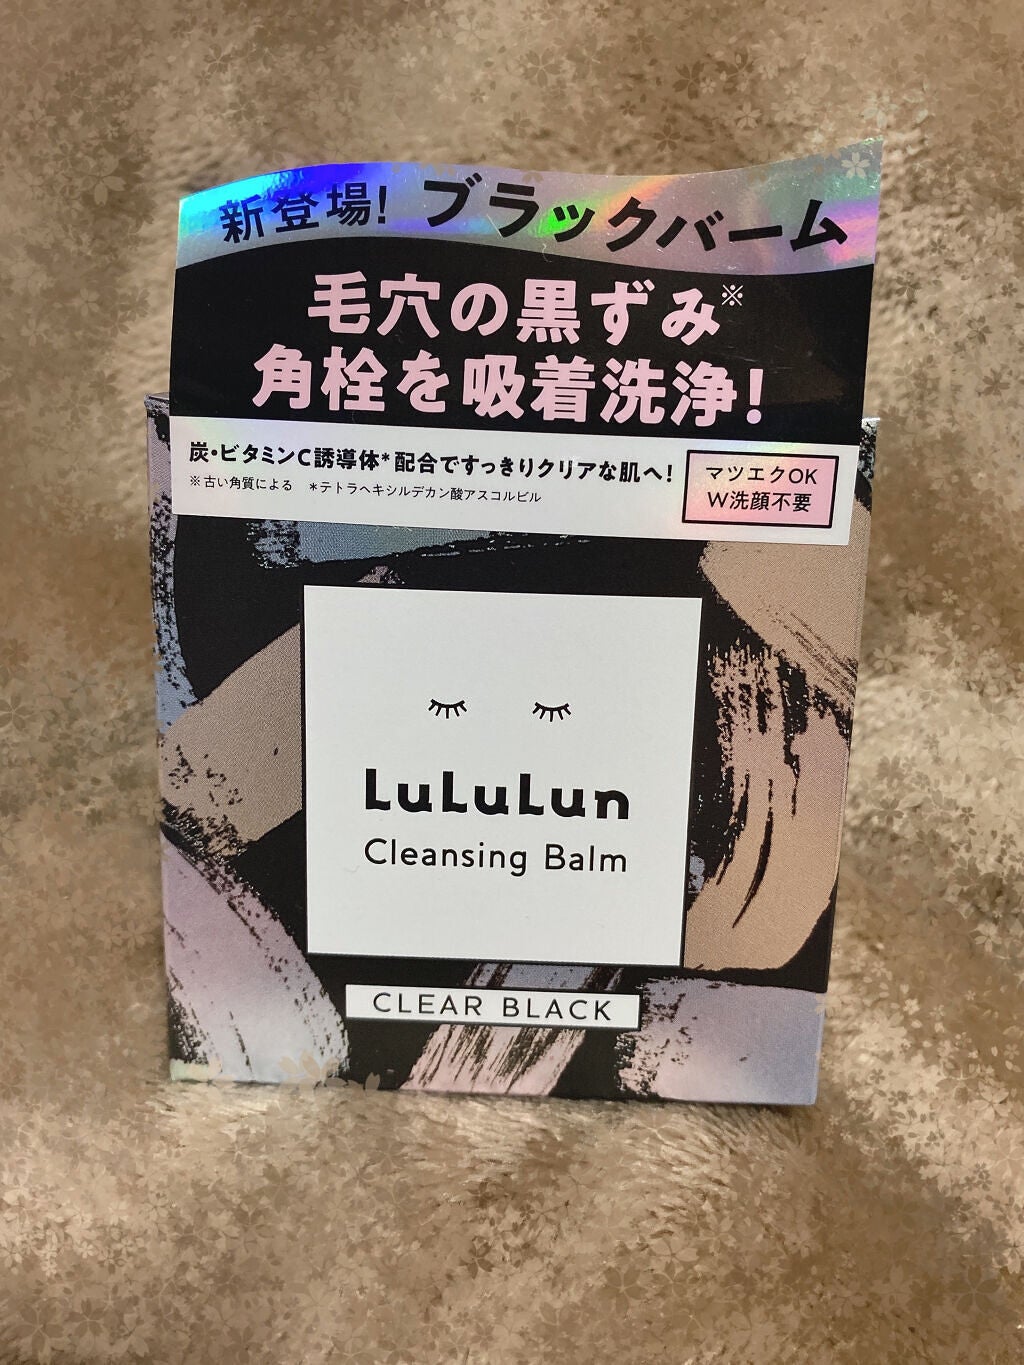 新登場! ブラックバーム
毛穴の黒ずみ※
角栓を吸着洗浄!
炭・ビタミンC誘導体*配合ですっきりクリアな肌へ!
※古い角質による *テトラヘキシルデカン酸アスコルビル
マツエクOK
W洗顔不要
LuLuLun
Cleansing Balm
CLEAR BLACK